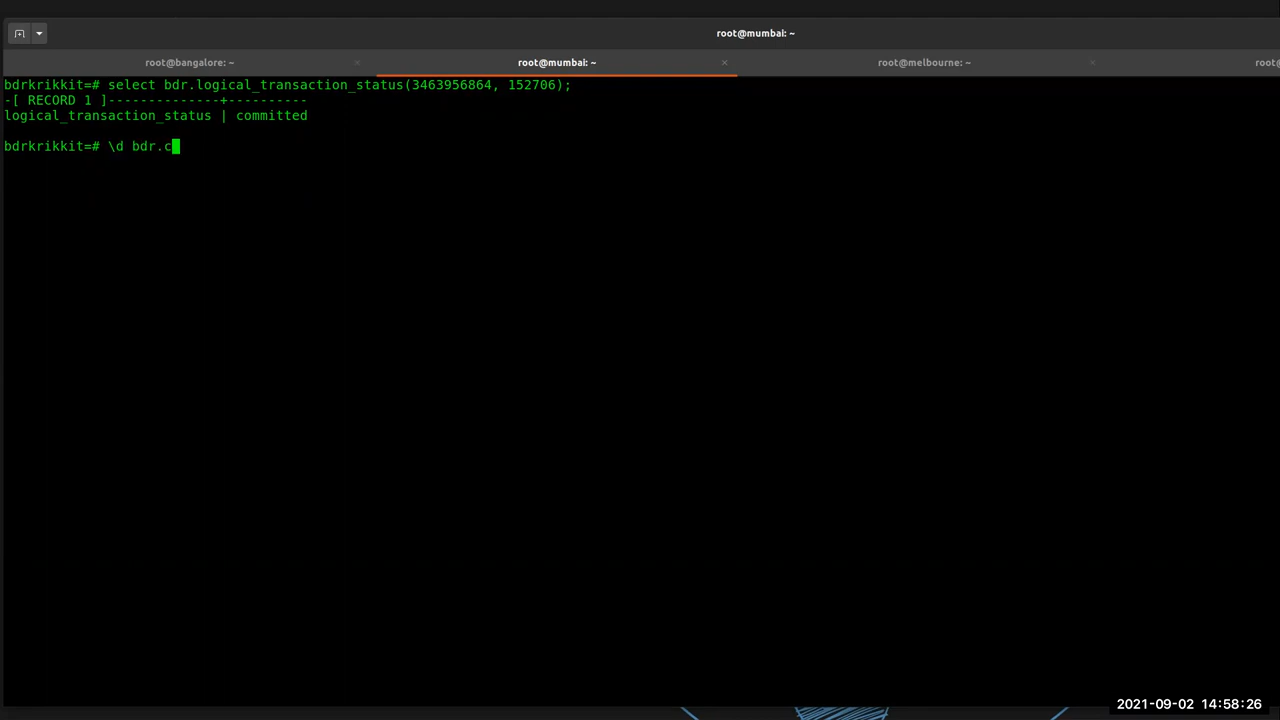 root@mumbai: ~
root@bangalore: ~
root@mumbai: ~
root@melbourne: ~
root@
bdrkrikkit=# select bdr.logical_transaction_status(3463956864, 152706);
-[ RECORD 1 ]--------------+----------
logical_transaction_status | committed
bdrkrikkit=# \d bdr.c
2021-09-02 14:58:26